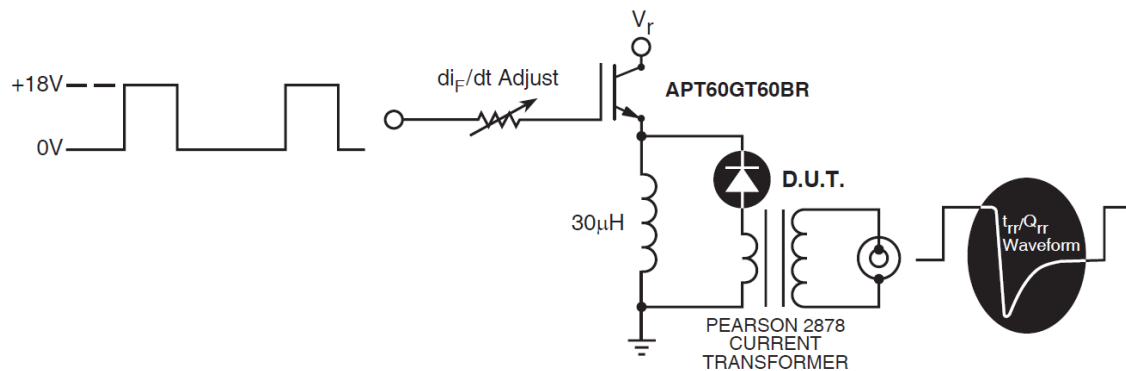 V_r
+18V
di_F/dt Adjust
APT60GT60BR
0V
D.U.T.
30μH
t_rr/Q_rr
Waveform
PEARSON 2878
CURRENT
TRANSFORMER